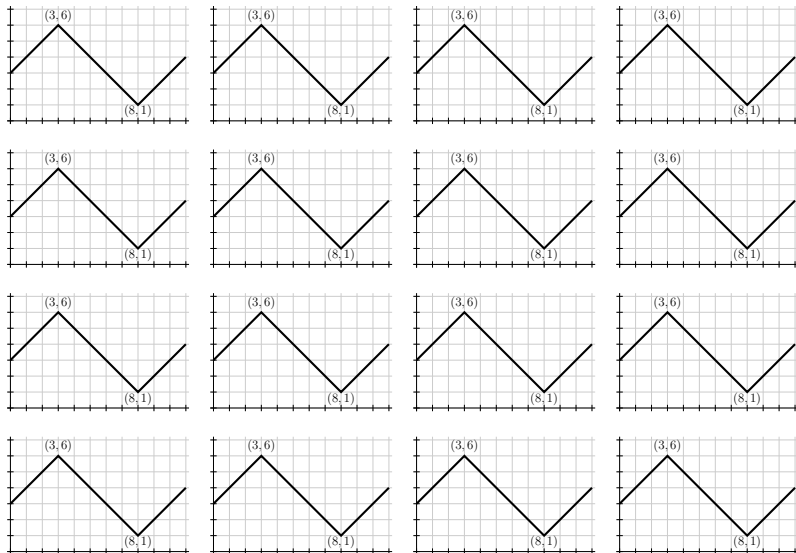 (3, 6) (3, 6) (3, 6) (3, 6)
(8, 1) (8, 1) (8, 1) (8, 1)
(3, 6) (3, 6) (3, 6) (3, 6)
(8, 1) (8, 1) (8, 1) (8, 1)
(3, 6) (3, 6) (3, 6) (3, 6)
(8, 1) (8, 1) (8, 1) (8, 1)
(3, 6) (3, 6) (3, 6) (3, 6)
(8, 1) (8, 1) (8, 1) (8, 1)